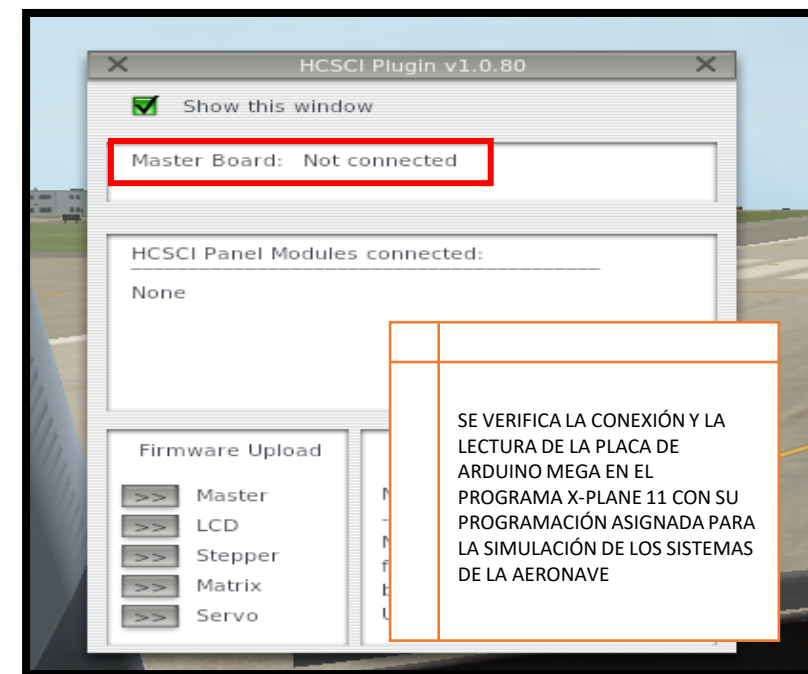 HCSCI Plugin v1.0.80
Show this window
Master Board: Not connected
HCSCI Panel Modules connected:
None
Firmware Upload
>> Master
>> LCD
>> Stepper
>> Matrix
>> Servo
SE VERIFICA LA CONEXIÓN Y LA
LECTURA DE LA PLACA DE
ARDUINO MEGA EN EL
PROGRAMA X-PLANE 11 CON SU
PROGRAMACIÓN ASIGNADA PARA
LA SIMULACIÓN DE LOS SISTEMAS
DE LA AERONAVE